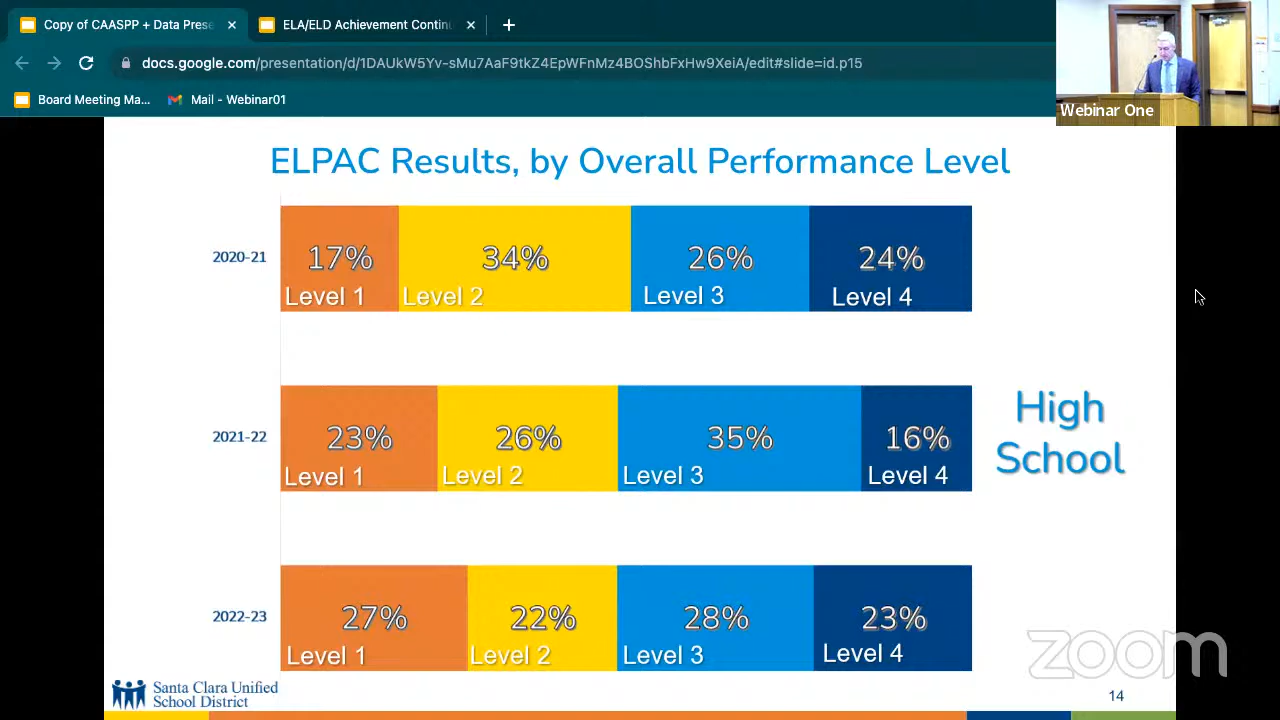 Copy of CAASPP + Data Prese
ELA/ELD Achievement Contin
docs.google.com/presentation/d/1DAUkW5Yv-sMu7AaF9tkZ4EpWFnMz4BOShbFxHw9XeiA/edit#slide=id.p15
Board Meeting Ma...
Mail - Webinar01
Webinar One
ELPAC Results, by Overall Performance Level
2020-21
17%
34%
26%
24%
Level 1
Level 2
Level 3
Level 4
2021-22
23%
26%
35%
16%
Level 1
Level 2
Level 3
Level 4
High
School
2022-23
27%
22%
28%
23%
Level 1
Level 2
Level 3
Level 4
zoom
Santa Clara Unified
School District
14